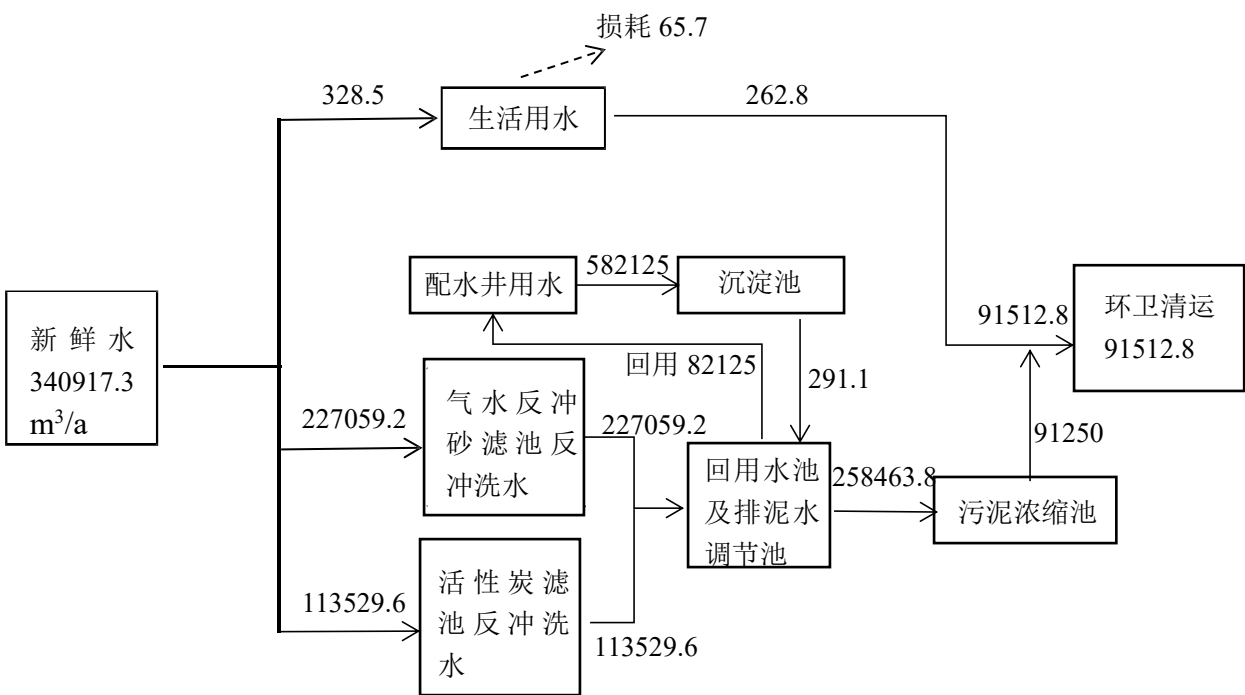 损耗 65.7
328.5
生活用水
262.8
配水井用水
582125
沉淀池
新鲜水
340917.3
m³/a
91512.8
环卫清运
91512.8
回用 82125
291.1
227059.2
气水反冲
砂滤池反
冲洗水
227059.2
回用水池
及排泥水
调节池
258463.8
91250
污泥浓缩池
113529.6
活性炭滤
池反冲洗
水
113529.6